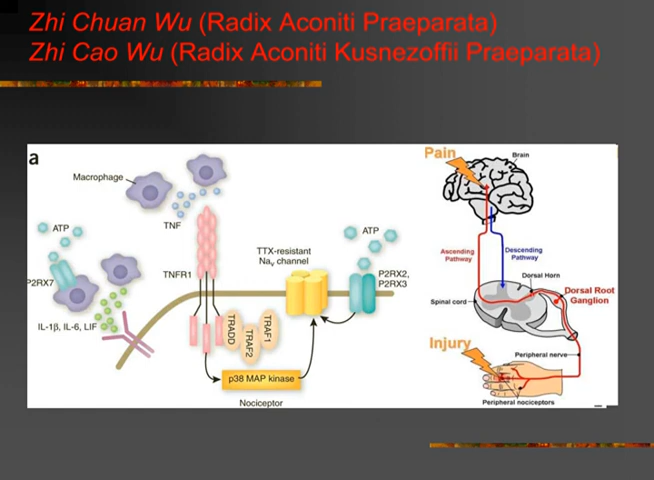 Zhi Chuan Wu (Radix Aconiti Praeparata)
Zhi Cao Wu (Radix Aconiti Kusnezoffii Praeparata)
a
Macrophage
ATP
TNF
P2RX7
TNFR1
IL-1β, IL-6, LIF
TTX-resistant
Nav channel
ATP
P2RX2,
P2RX3
TRADD
TRAF2
TRAF1
p38 MAP kinase
Nociceptor
Pain
Brain
Ascending
Pathway
Descending
Pathway
Dorsal Horn
Dorsal Root
Ganglion
Spinal cord
Injury
Peripheral nerve
Peripheral nociceptors